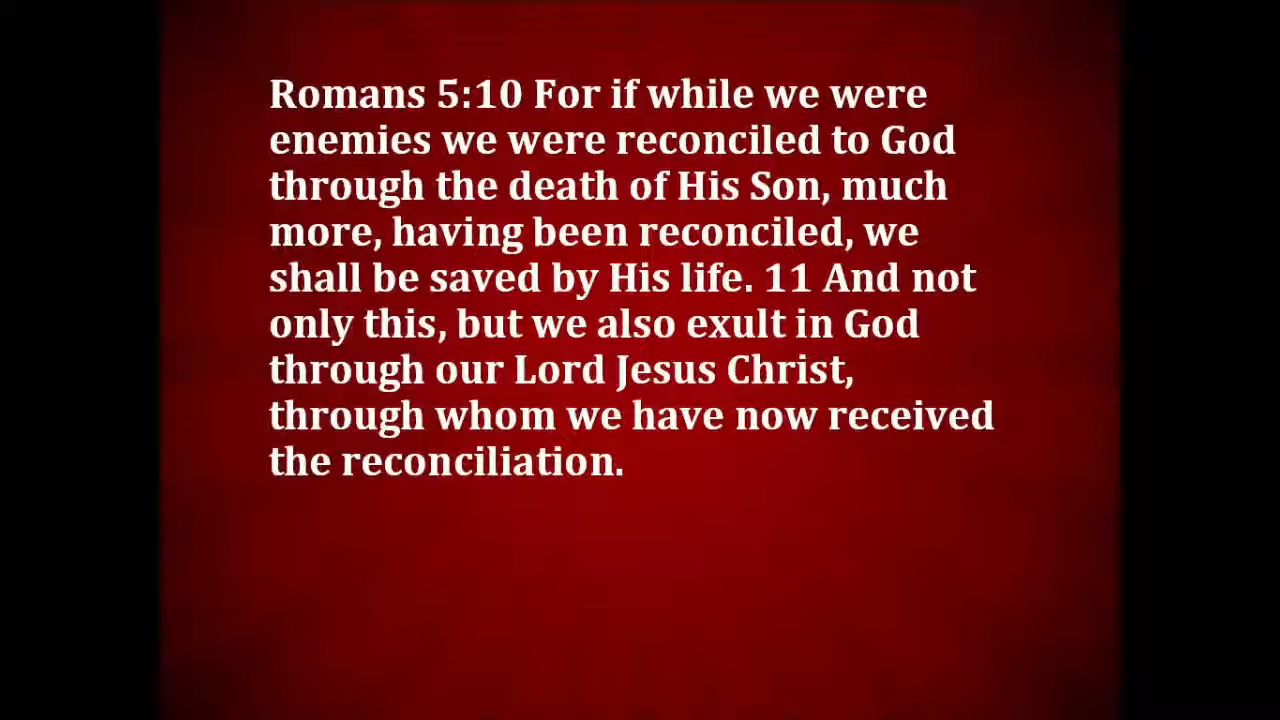 Romans 5:10 For if while we were
enemies we were reconciled to God
through the death of His Son, much
more, having been reconciled, we
shall be saved by His life. 11 And not
only this, but we also exult in God
through our Lord Jesus Christ,
through whom we have now received
the reconciliation.